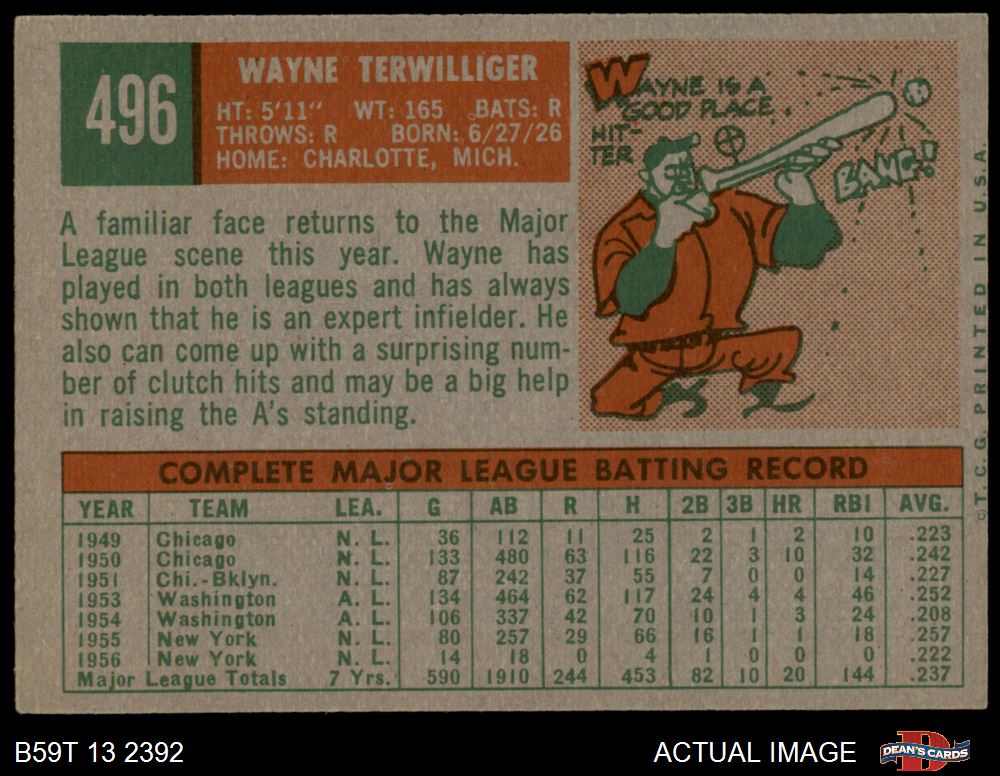 496
WAYNE TERWILLIGER
HT: 5'11" WT: 165 BATS: R
THROWS: R BORN: 6/27/26
HOME: CHARLOTTE, MICH.
A familiar face returns to the Major
League scene this year. Wayne has
played in both leagues and has always
shown that he is an expert infielder. He
also can come up with a surprising num-
ber of clutch hits and may be a big help
in raising the A's standing.
WAYNE IS A
GOOD PLACE
HIT-
TER
BANG!
COMPLETE MAJOR LEAGUE BATTING RECORD
YEAR TEAM LEA. G AB R H 2B 3B HR RBI AVG.
1949 Chicago N. L. 36 112 11 25 2 1 2 10 .223
1950 Chicago N. L. 133 480 63 116 22 3 10 32 .242
1951 Chi.-Bklyn. N. L. 87 242 37 55 7 0 0 14 .227
1953 Washington A. L. 134 464 62 117 24 4 4 46 .252
1954 Washington A. L. 106 337 42 70 10 1 3 24 .208
1955 New York N. L. 80 257 29 66 16 1 1 18 .257
1956 New York N. L. 14 18 0 4 1 0 0 0 .222
Major League Totals 7 Yrs. 590 1910 244 453 82 10 20 144 .237
©T.C.G. PRINTED IN U.S.A.
B59T 13 2392
ACTUAL IMAGE
D
DEAN'S CARDS